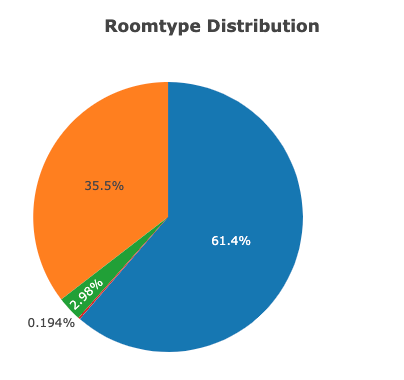 Roomtype Distribution
35.5%
61.4%
2.98%
0.194%